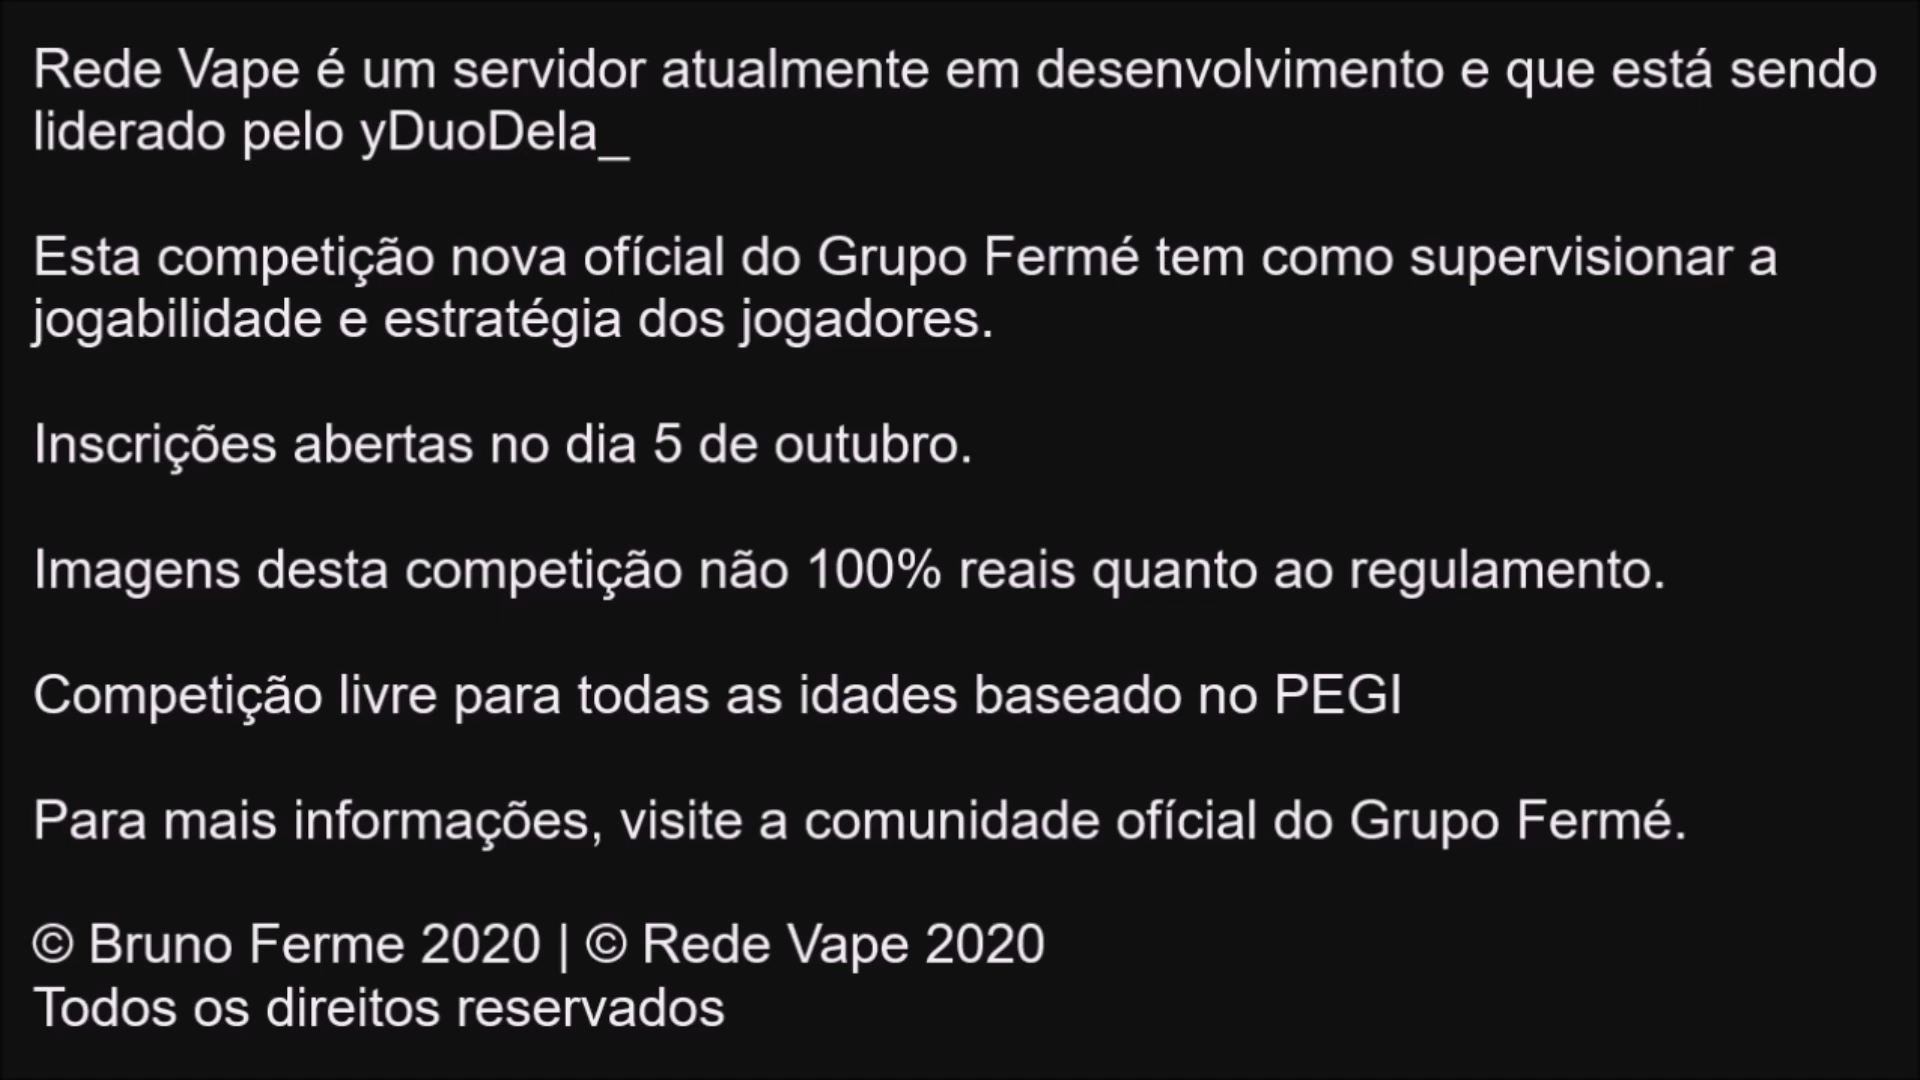 Rede Vape é um servidor atualmente em desenvolvimento e que está sendo
liderado pelo yDuoDela_
Esta competição nova ofícial do Grupo Fermé tem como supervisionar a
jogabilidade e estratégia dos jogadores.
Inscrições abertas no dia 5 de outubro.
Imagens desta competição não 100% reais quanto ao regulamento.
Competição livre para todas as idades baseado no PEGI
Para mais informações, visite a comunidade ofícial do Grupo Fermé.
© Bruno Ferme 2020 | © Rede Vape 2020
Todos os direitos reservados